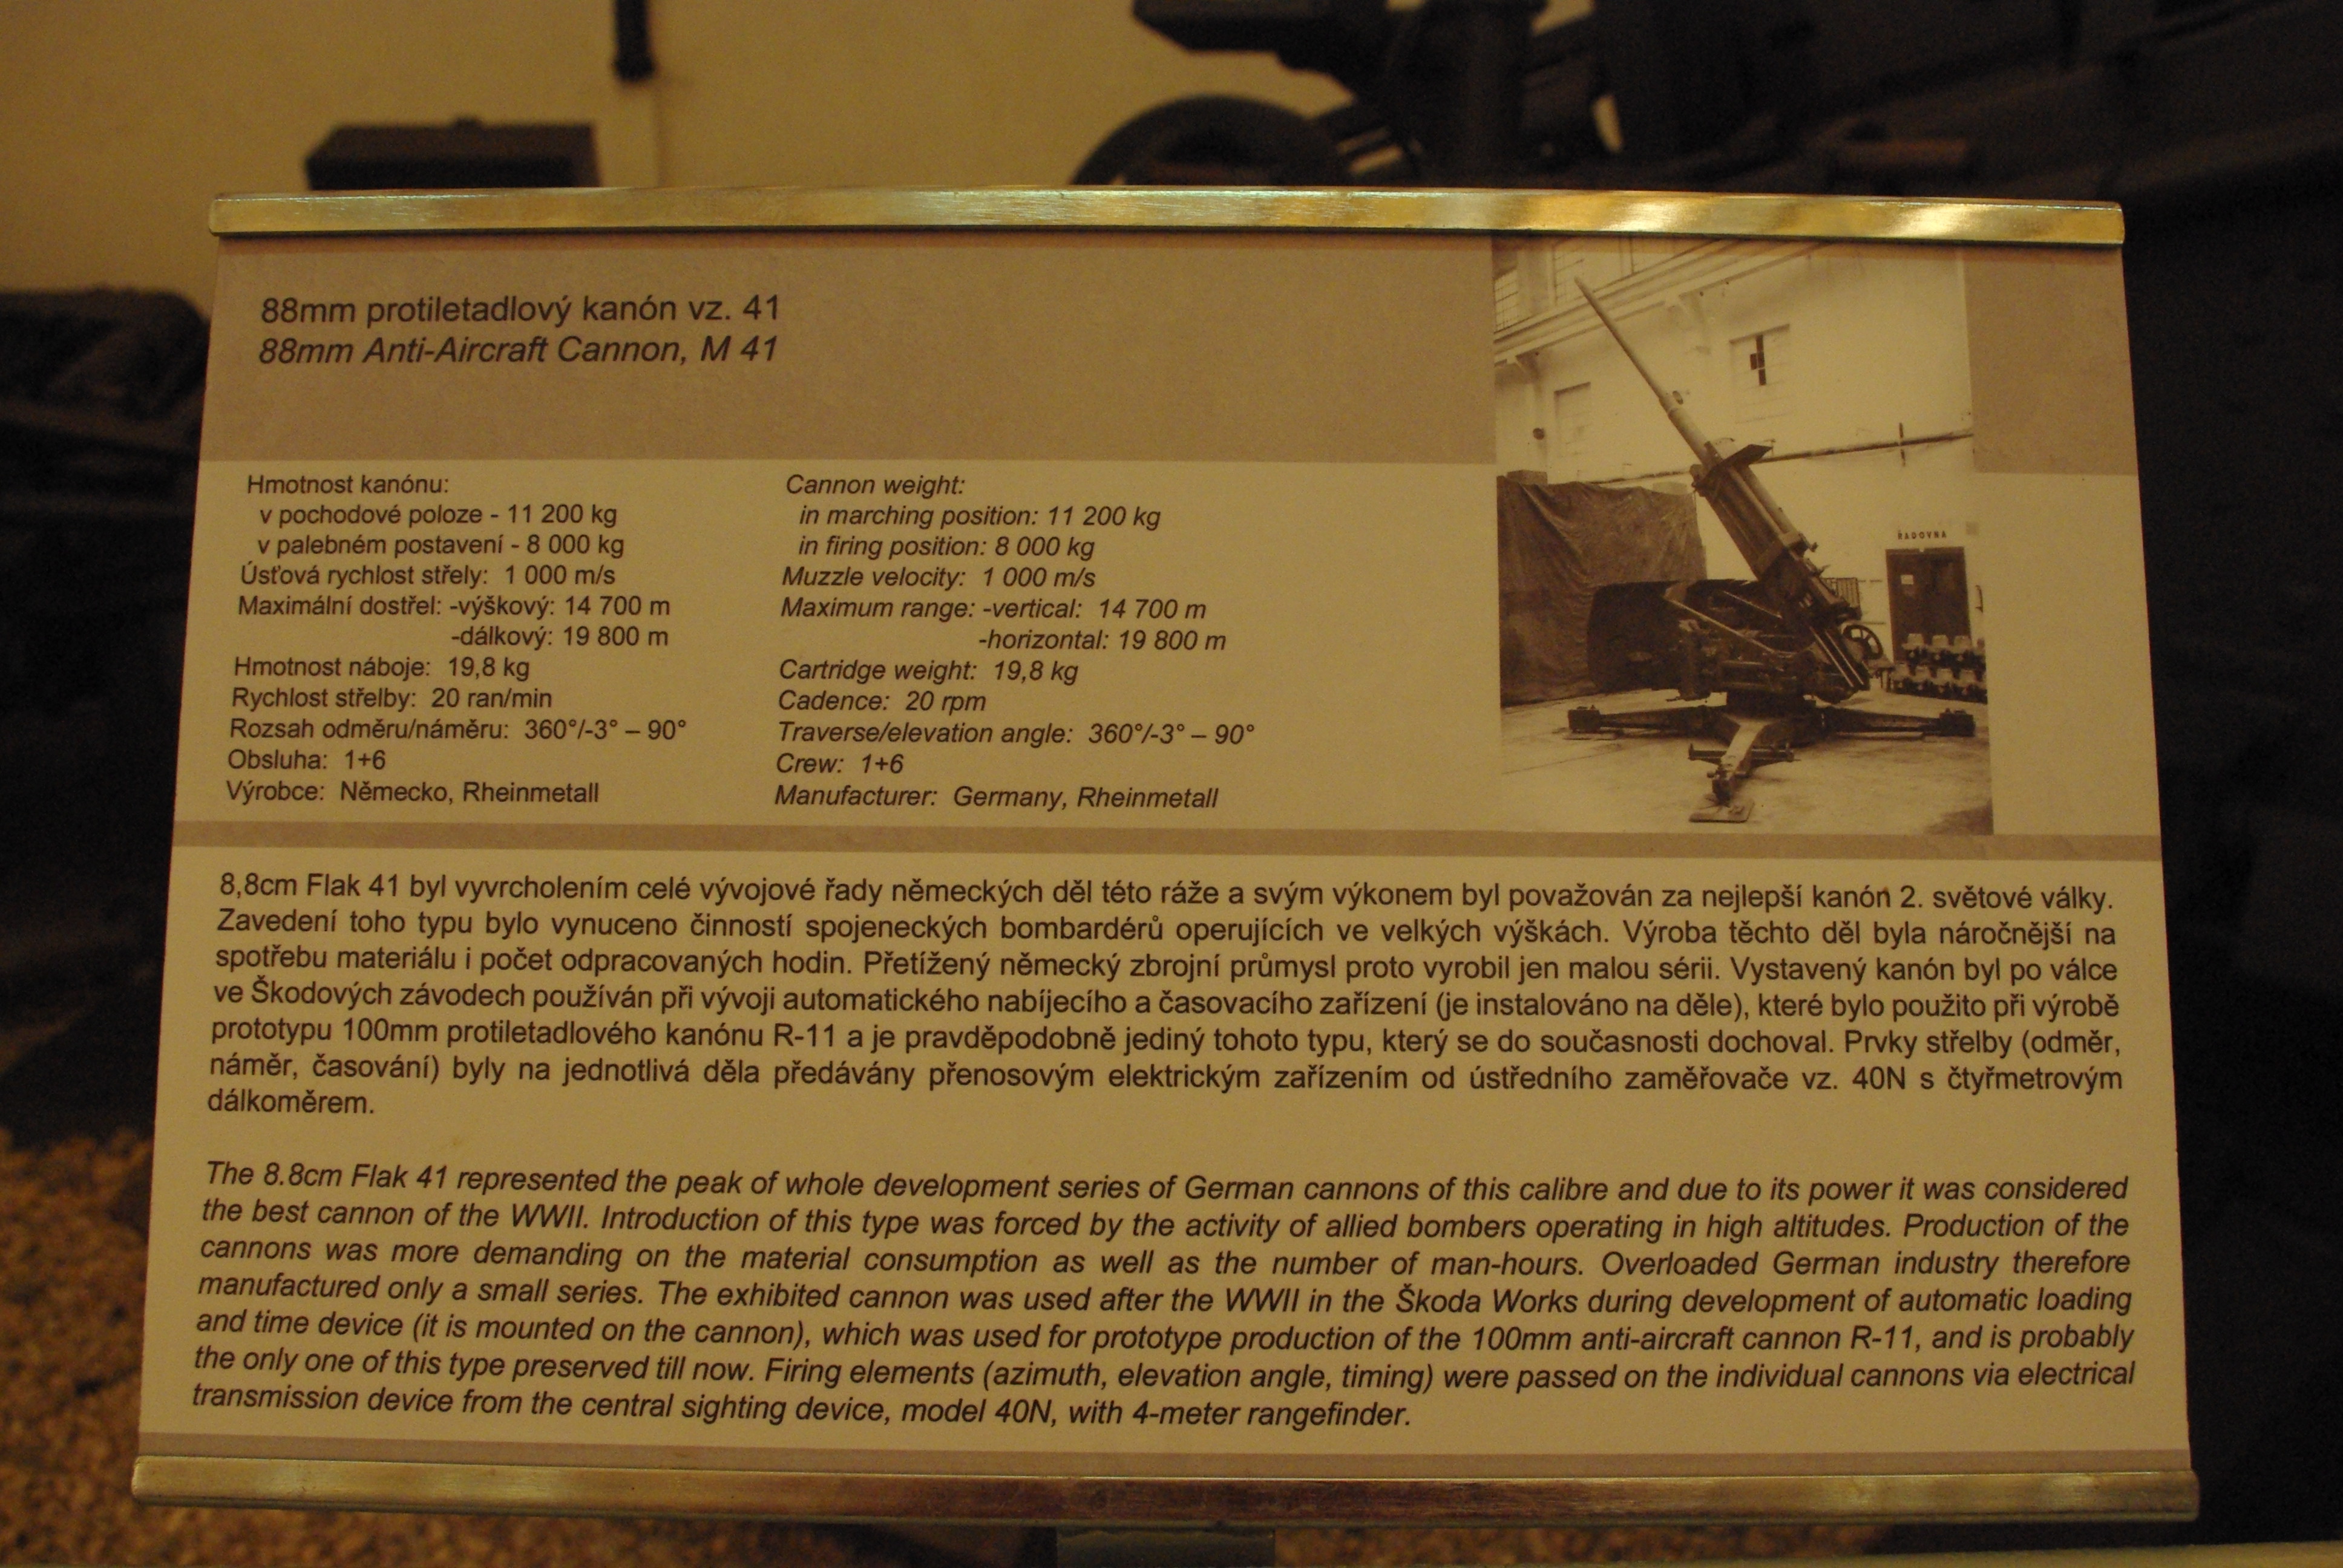 88mm protiletadlový kanón vz. 41
88mm Anti-Aircraft Cannon, M 41
Hmotnost kanónu:
v pochodové poloze - 11 200 kg
v palebném postavení - 8 000 kg
Úsťová rychlost střely: 1 000 m/s
Maximální dostřel: -výškový: 14 700 m
-dálkový: 19 800 m
Hmotnost náboje: 19,8 kg
Rychlost střelby: 20 ran/min
Rozsah odměru/náměru: 360°/-3° – 90°
Obsluha: 1+6
Výrobce: Německo, Rheinmetall
Cannon weight:
in marching position: 11 200 kg
in firing position: 8 000 kg
Muzzle velocity: 1 000 m/s
Maximum range: -vertical: 14 700 m
-horizontal: 19 800 m
Cartridge weight: 19,8 kg
Cadence: 20 rpm
Traverse/elevation angle: 360°/-3° – 90°
Crew: 1+6
Manufacturer: Germany, Rheinmetall
ŘADOVNA
8,8cm Flak 41 byl vyvrcholením celé vývojové řady německých děl této ráže a svým výkonem byl považován za nejlepší kanón 2. světové války.
Zavedení toho typu bylo vynuceno činností spojeneckých bombardérů operujících ve velkých výškách. Výroba těchto děl byla náročnější na
spotřebu materiálu i počet odpracovaných hodin. Přetížený německý zbrojní průmysl proto vyrobil jen malou sérii. Vystavený kanón byl po válce
ve Škodových závodech používán při vývoji automatického nabíjecího a časovacího zařízení (je instalováno na děle), které bylo použito při výrobě
prototypu 100mm protiletadlového kanónu R-11 a je pravděpodobně jediný tohoto typu, který se do současnosti dochoval. Prvky střelby (odměr,
náměr, časování) byly na jednotlivá děla předávány přenosovým elektrickým zařízením od ústředního zaměřovače vz. 40N s čtyřmetrovým
dálkoměrem.
The 8.8cm Flak 41 represented the peak of whole development series of German cannons of this calibre and due to its power it was considered
the best cannon of the WWII. Introduction of this type was forced by the activity of allied bombers operating in high altitudes. Production of the
cannons was more demanding on the material consumption as well as the number of man-hours. Overloaded German industry therefore
manufactured only a small series. The exhibited cannon was used after the WWII in the Škoda Works during development of automatic loading
and time device (it is mounted on the cannon), which was used for prototype production of the 100mm anti-aircraft cannon R-11, and is probably
the only one of this type preserved till now. Firing elements (azimuth, elevation angle, timing) were passed on the individual cannons via electrical
transmission device from the central sighting device, model 40N, with 4-meter rangefinder.